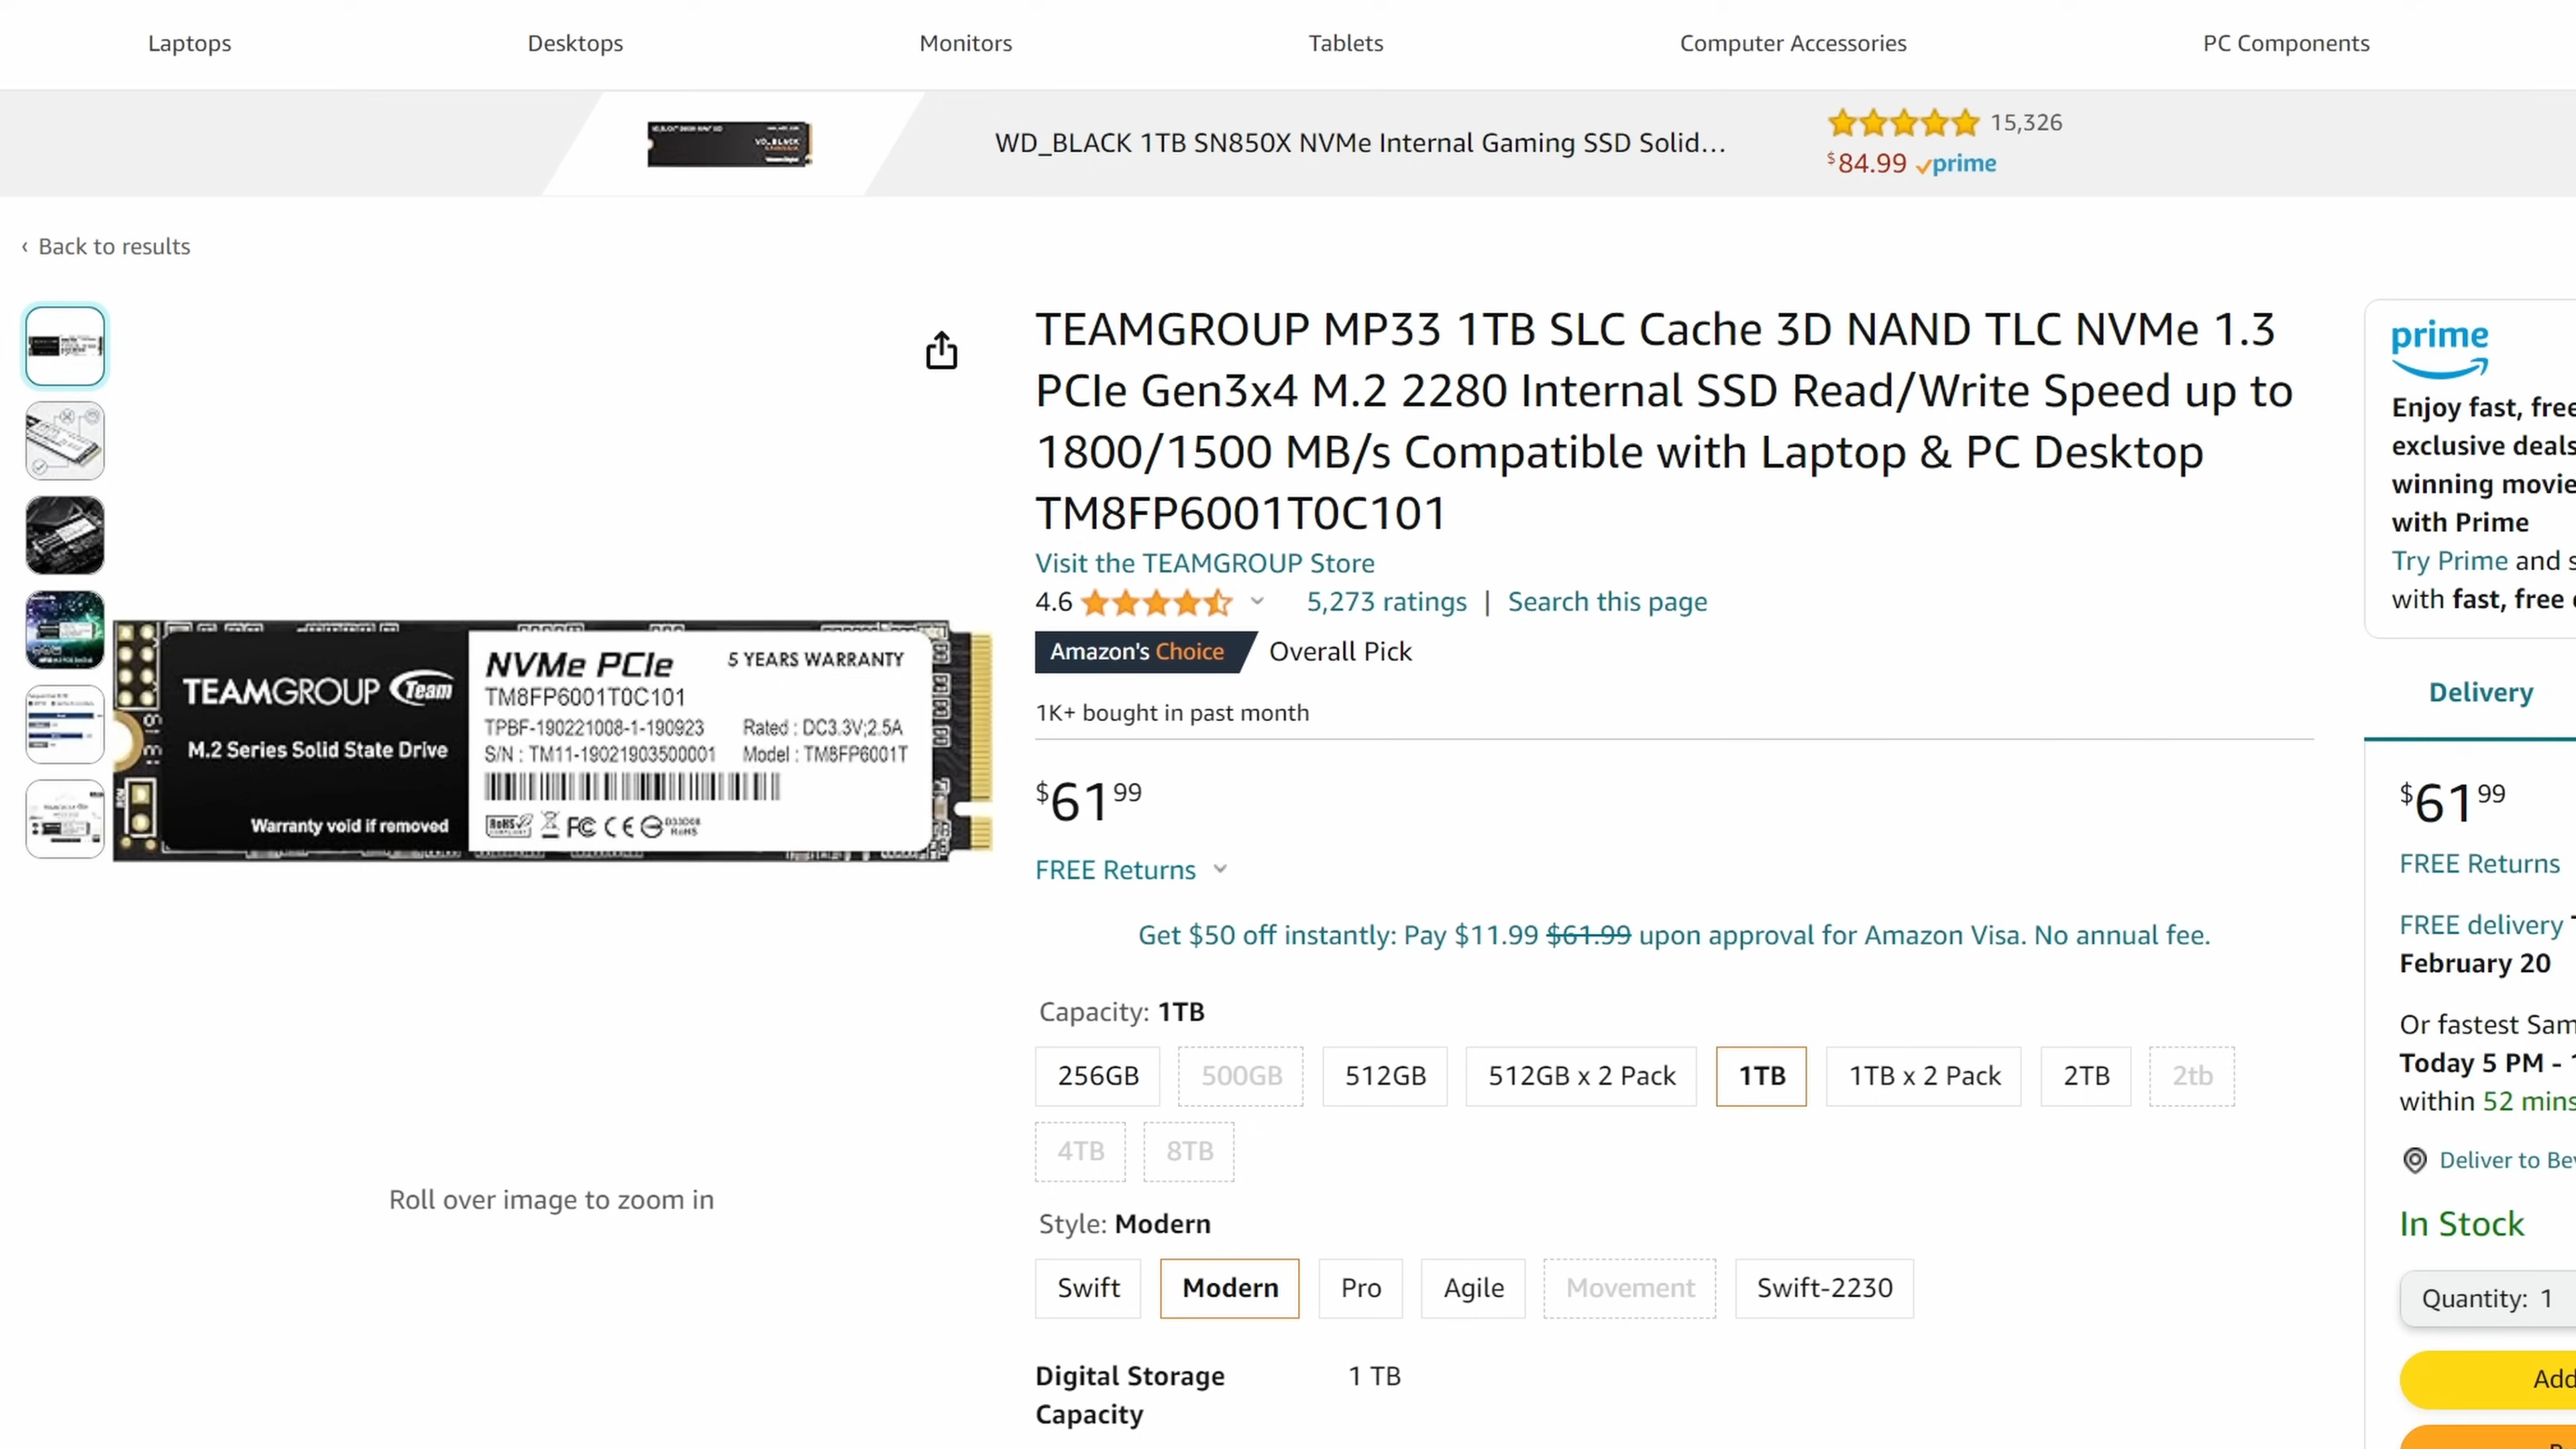 Laptops
Desktops
Monitors
Tablets
Computer Accessories
PC Components
WD_BLACK 1TB SN850X NVMe Internal Gaming SSD Solid...
15,326
$84.99 prime
‹ Back to results
TEAMGROUP Team
M.2 Series Solid State Drive
Warranty void if removed
NVMe PCIe
5 YEARS WARRANTY
TM8FP6001T0C101
TPBF-190221008-1-190923
Rated : DC3.3V;2.5A
S/N : TM11-19021903500001
Model : TM8FP6001T
RoHS
FC CE
Roll over image to zoom in
TEAMGROUP MP33 1TB SLC Cache 3D NAND TLC NVMe 1.3
PCIe Gen3x4 M.2 2280 Internal SSD Read/Write Speed up to
1800/1500 MB/s Compatible with Laptop & PC Desktop
TM8FP6001T0C101
Visit the TEAMGROUP Store
4.6 5,273 ratings | Search this page
Amazon's Choice Overall Pick
1K+ bought in past month
$61 99
FREE Returns
Get $50 off instantly: Pay $11.99 $61.99 upon approval for Amazon Visa. No annual fee.
Capacity: 1TB
256GB 500GB 512GB 512GB x 2 Pack 1TB 1TB x 2 Pack 2TB 2tb
4TB 8TB
Style: Modern
Swift Modern Pro Agile Movement Swift-2230
Digital Storage 1 TB
Capacity
prime
Enjoy fast, free
exclusive deals
winning movie
with Prime
Try Prime and s
with fast, free
Delivery
$61 99
FREE Returns
FREE delivery
February 20
Or fastest Sam
Today 5 PM -
within 52 mins
Deliver to Bev
In Stock
Quantity: 1
Add